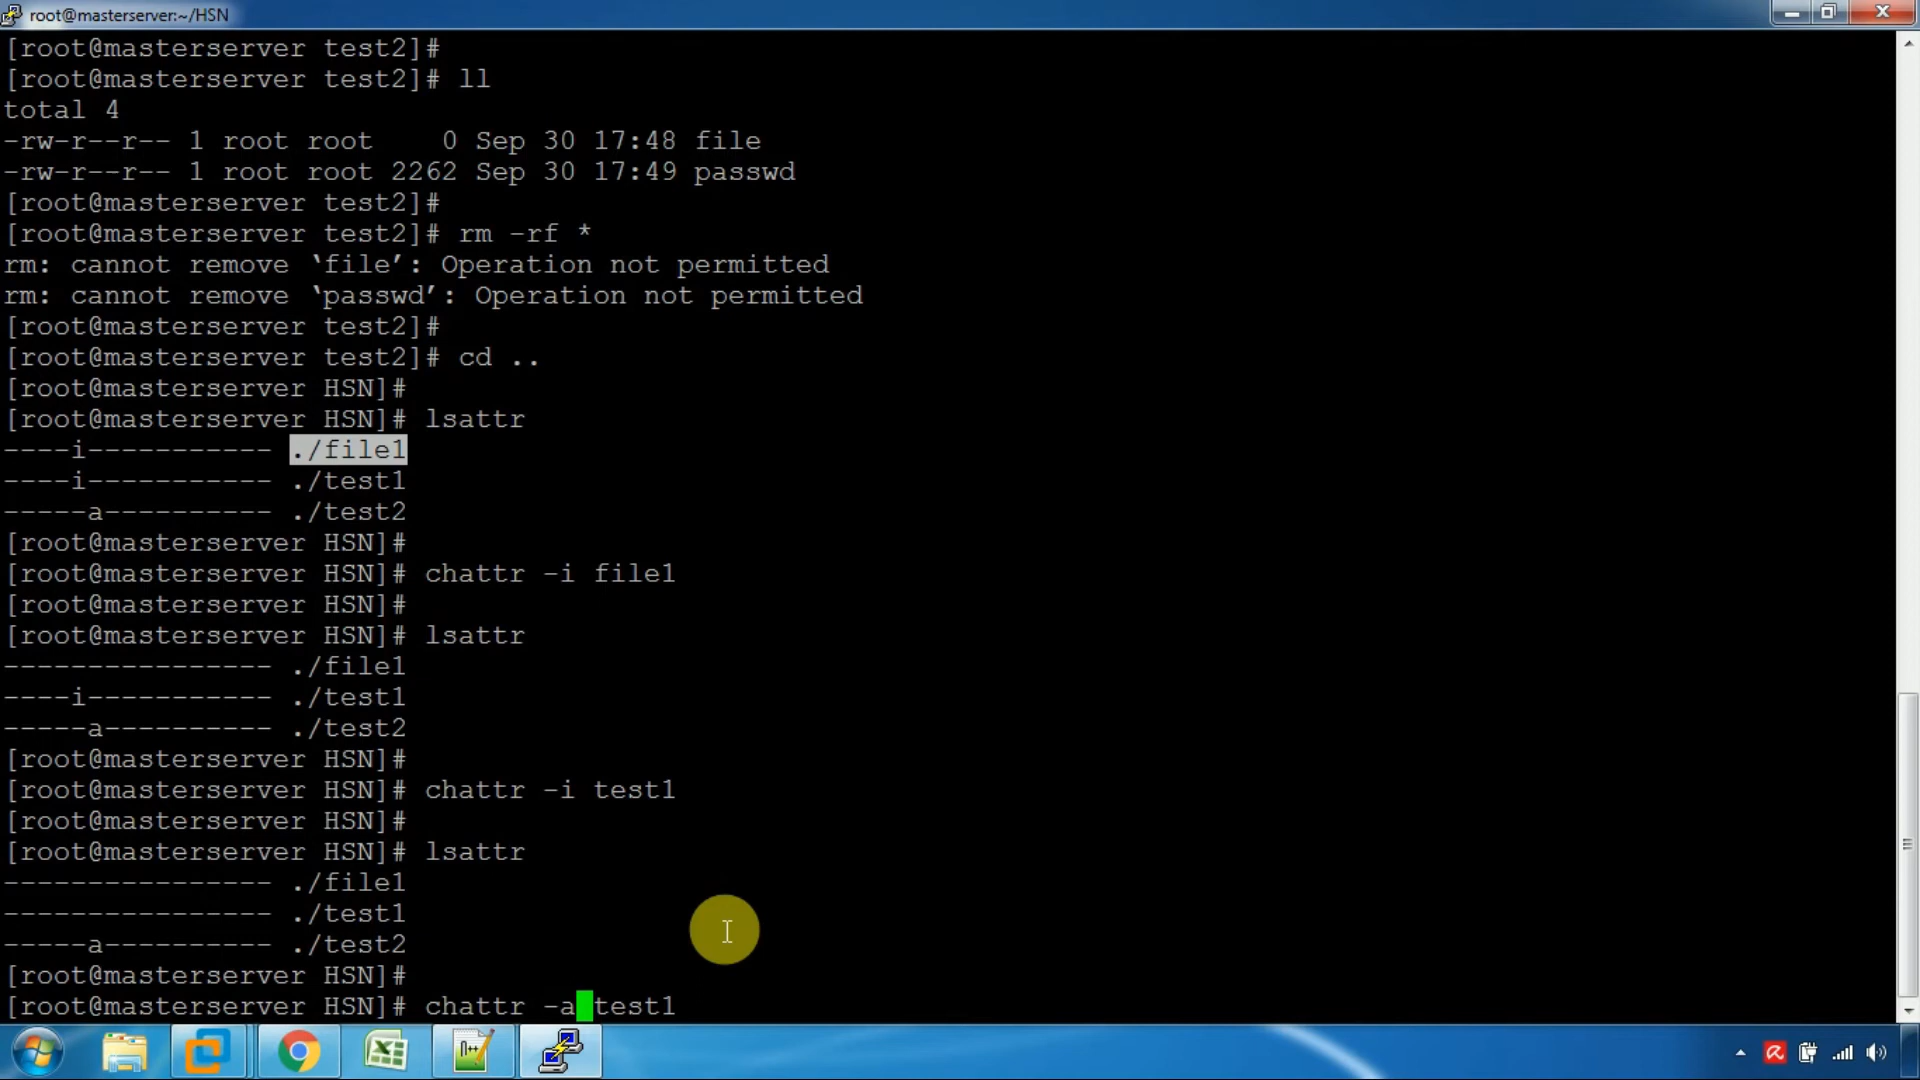 root@masterserver:~/HSN
[root@masterserver test2]#
[root@masterserver test2]# ll
total 4
-rw-r--r-- 1 root root    0 Sep 30 17:48 file
-rw-r--r-- 1 root root 2262 Sep 30 17:49 passwd
[root@masterserver test2]#
[root@masterserver test2]# rm -rf *
rm: cannot remove ‘file’: Operation not permitted
rm: cannot remove ‘passwd’: Operation not permitted
[root@masterserver test2]#
[root@masterserver test2]# cd ..
[root@masterserver HSN]#
[root@masterserver HSN]# lsattr
----i----------- ./file1
----i----------- ./test1
-----a---------- ./test2
[root@masterserver HSN]#
[root@masterserver HSN]# chattr -i file1
[root@masterserver HSN]#
[root@masterserver HSN]# lsattr
---------------- ./file1
----i----------- ./test1
-----a---------- ./test2
[root@masterserver HSN]#
[root@masterserver HSN]# chattr -i test1
[root@masterserver HSN]#
[root@masterserver HSN]# lsattr
---------------- ./file1
---------------- ./test1
-----a---------- ./test2
[root@masterserver HSN]#
[root@masterserver HSN]# chattr -a test1